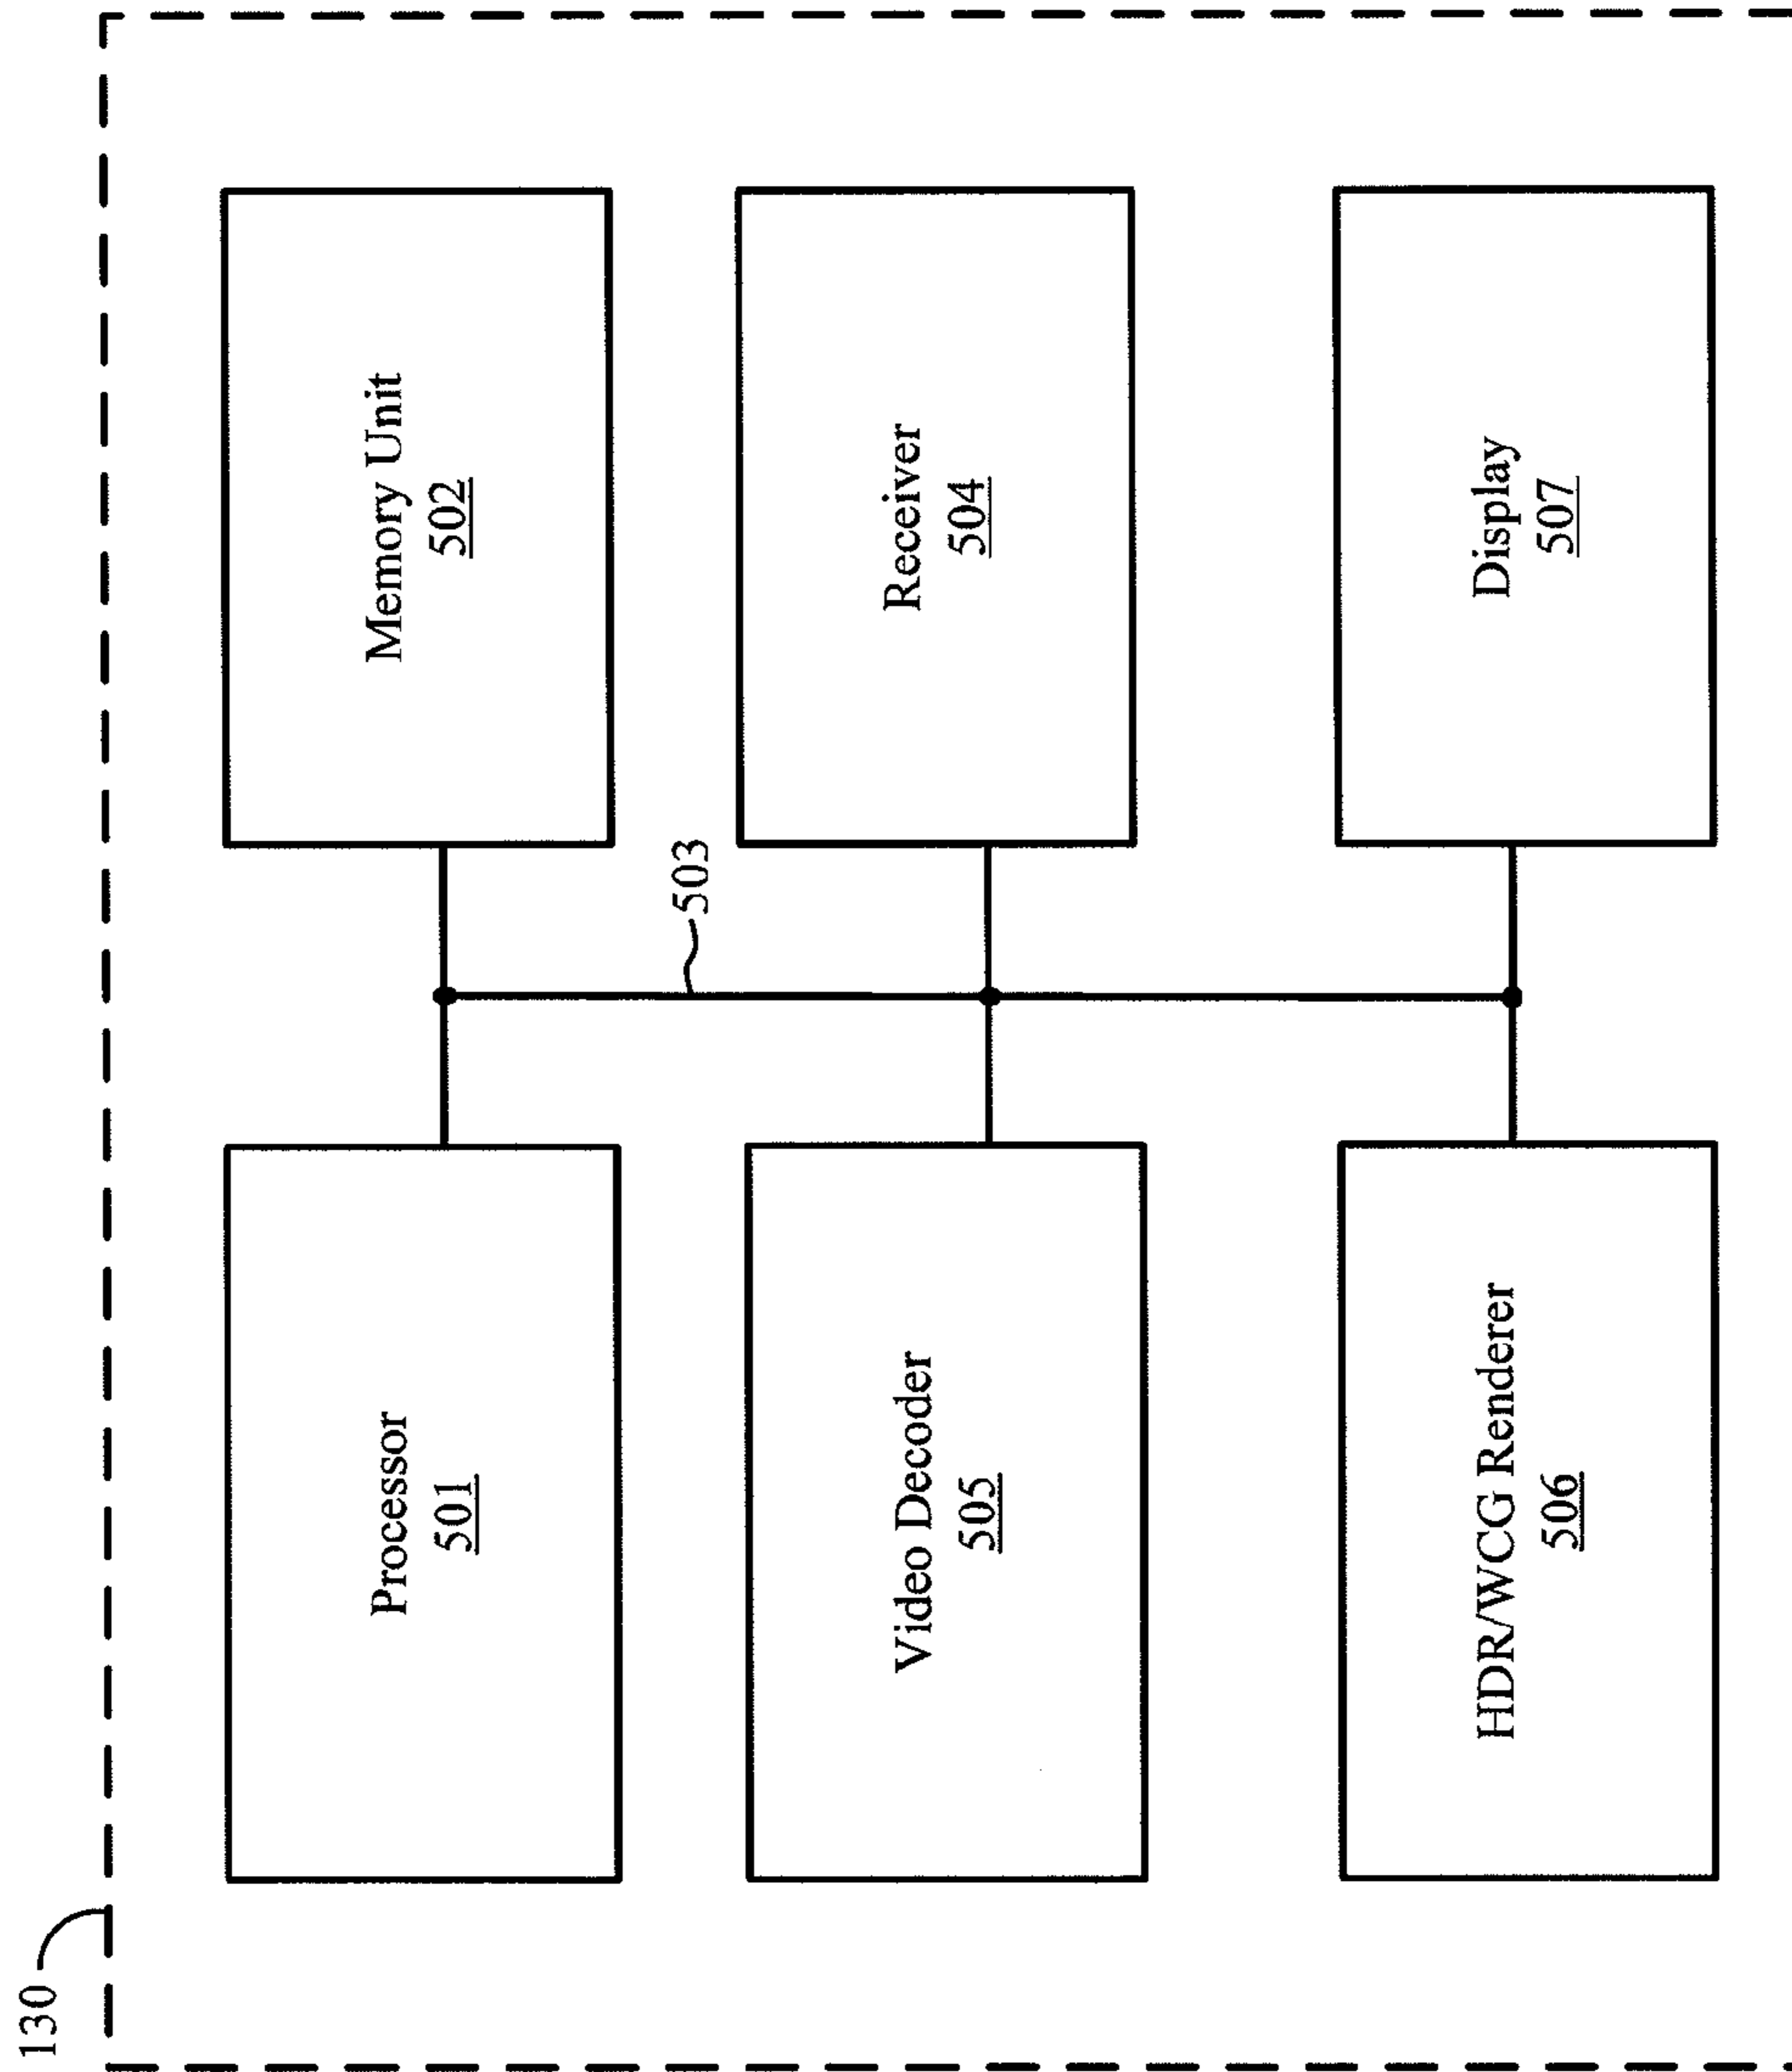 130
Processor
501
Memory Unit
502
503
Video Decoder
505
Receiver
504
HDR/WCG Renderer
506
Display
507